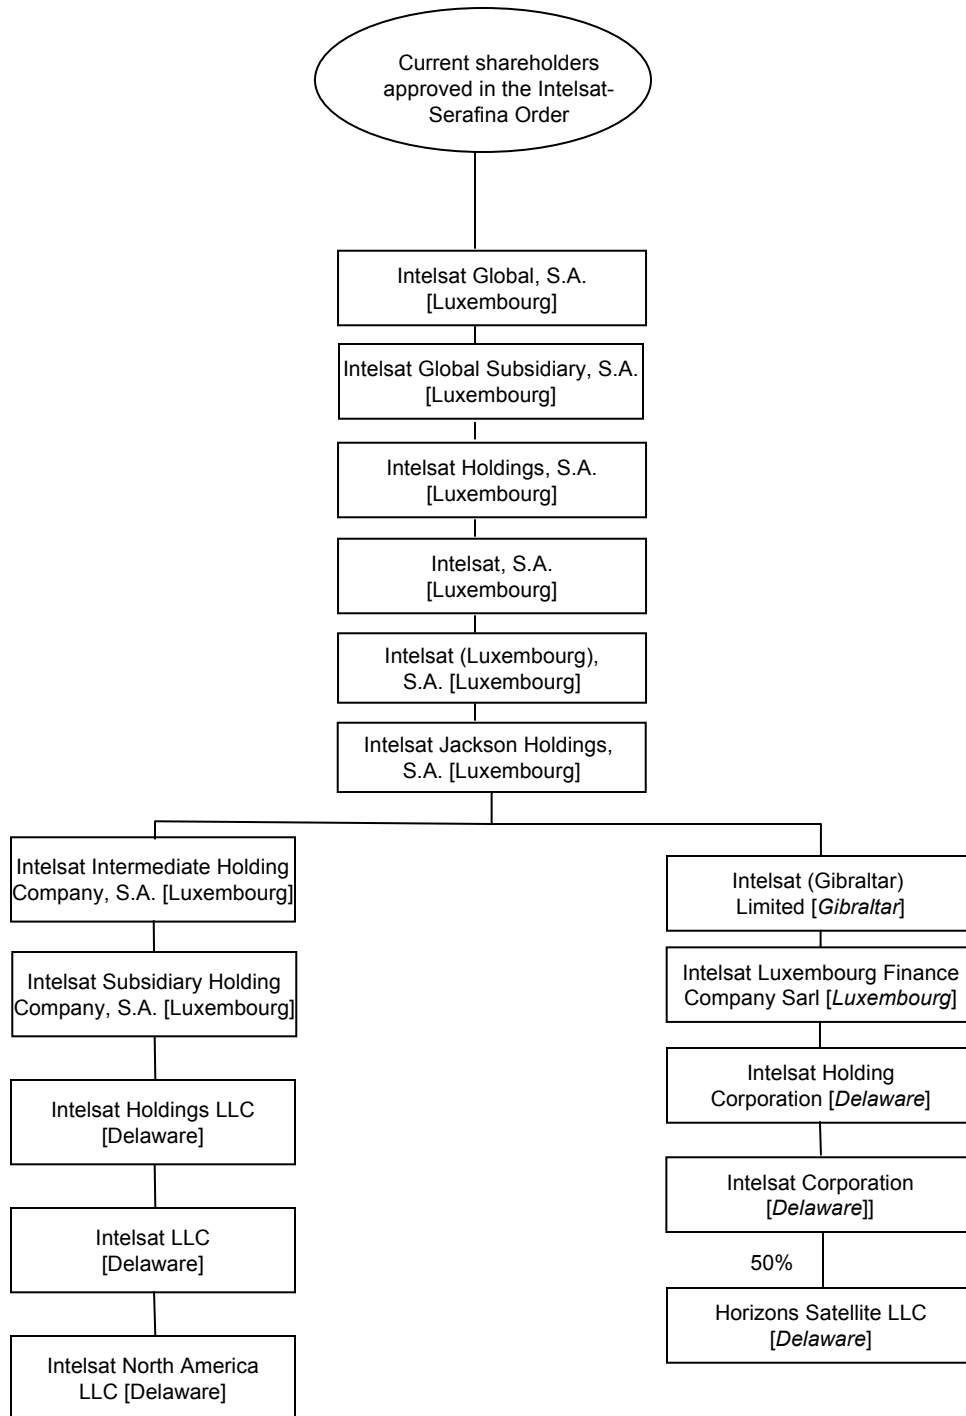 Current shareholders
approved in the Intelsat-
Serafina Order
Intelsat Global, S.A.
[Luxembourg]
Intelsat Global Subsidiary, S.A.
[Luxembourg]
Intelsat Holdings, S.A.
[Luxembourg]
Intelsat, S.A.
[Luxembourg]
Intelsat (Luxembourg),
S.A. [Luxembourg]
Intelsat Jackson Holdings,
S.A. [Luxembourg]
Intelsat Intermediate Holding
Company, S.A. [Luxembourg]
Intelsat Subsidiary Holding
Company, S.A. [Luxembourg]
Intelsat Holdings LLC
[Delaware]
Intelsat LLC
[Delaware]
Intelsat North America
LLC [Delaware]
Intelsat (Gibraltar)
Limited [Gibraltar]
Intelsat Luxembourg Finance
Company Sarl [Luxembourg]
Intelsat Holding
Corporation [Delaware]
Intelsat Corporation
[Delaware]]
50%
Horizons Satellite LLC
[Delaware]